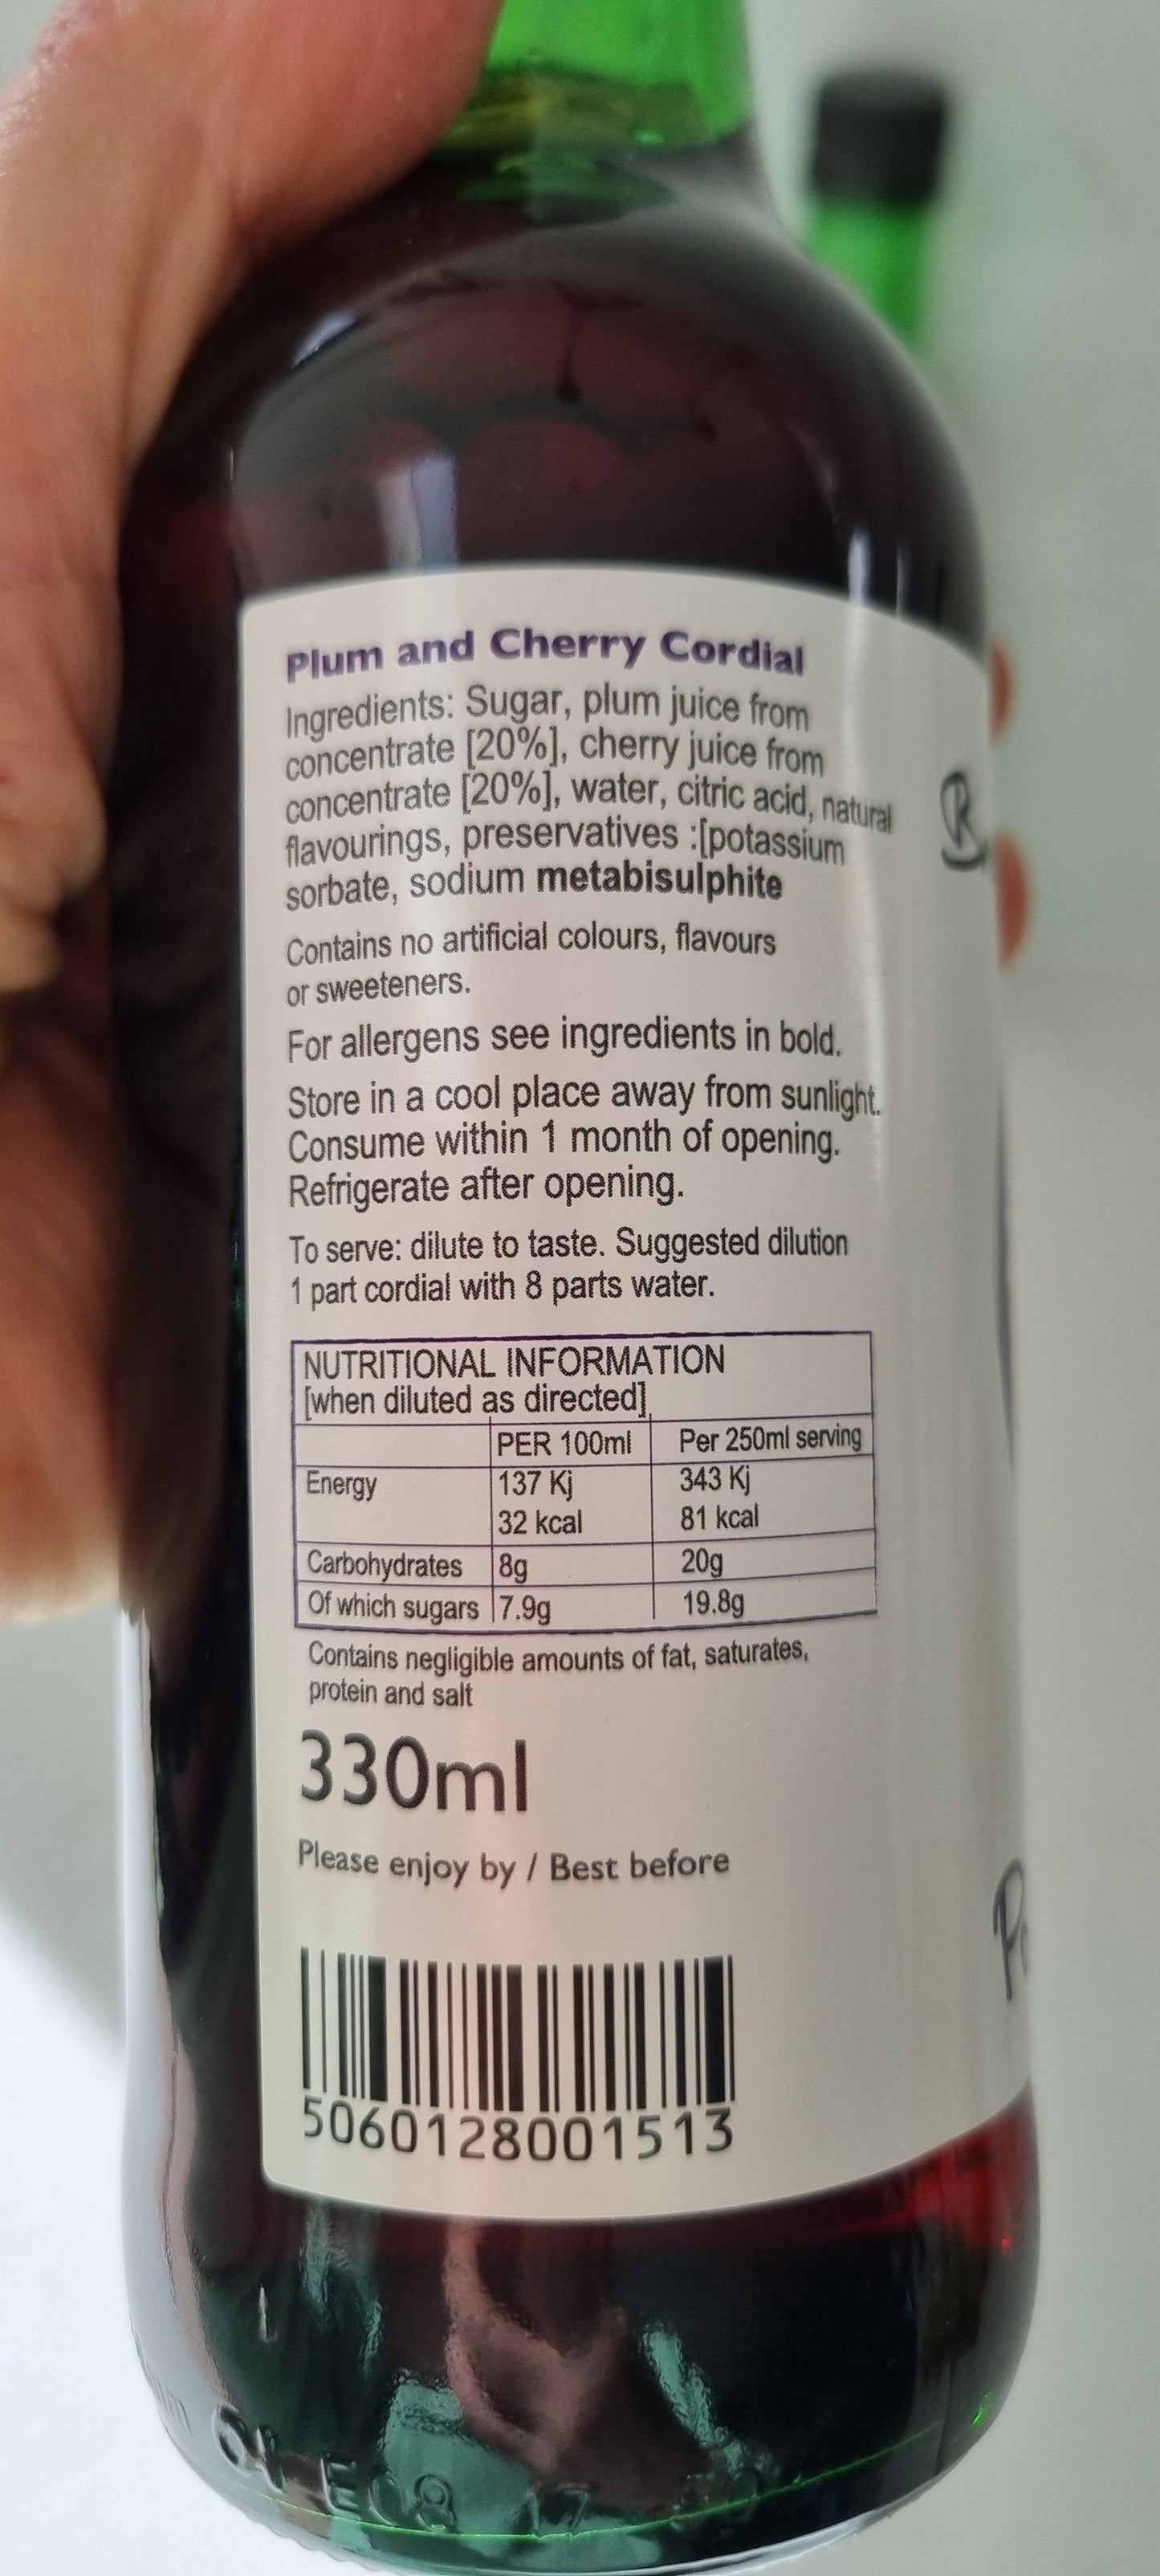 Plum and Cherry Cordial
Ingredients: Sugar, plum juice from
concentrate [20%], cherry juice from
concentrate [20%], water, citric acid, natural
flavourings, preservatives :[potassium
sorbate, sodium metabisulphite
Contains no artificial colours, flavours
or sweeteners.
For allergens see ingredients in bold.
Store in a cool place away from sunlight.
Consume within 1 month of opening.
Refrigerate after opening.
To serve: dilute to taste. Suggested dilution
1 part cordial with 8 parts water.
NUTRITIONAL INFORMATION
[when diluted as directed]
PER 100ml Per 250ml serving
Energy 137 Kj 343 Kj
32 kcal 81 kcal
Carbohydrates 8g 20g
Of which sugars 7.9g 19.8g
Contains negligible amounts of fat, saturates,
protein and salt
330ml
Please enjoy by / Best before
5060128001513